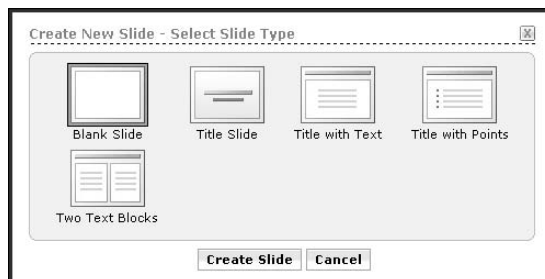 Create New Slide - Select Slide Type
X
Blank Slide Title Slide Title with Text Title with Points
Two Text Blocks
Create Slide Cancel